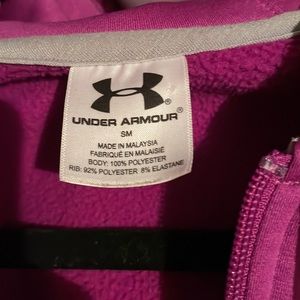 UNDER ARMOUR®
SM
MADE IN MALAYSIA
FABRIQUÉ EN MALAISIE
BODY: 100% POLYESTER
RIB: 92% POLYESTER 8% ELASTANE